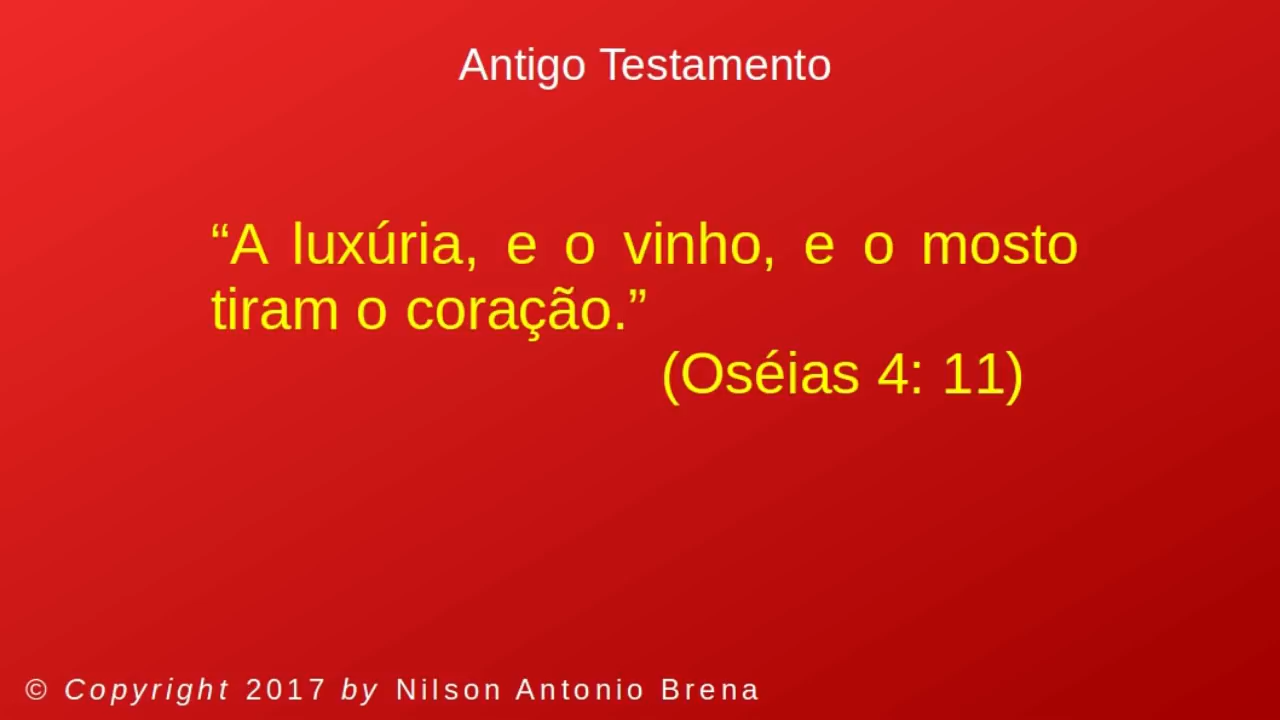 Antigo Testamento
“A luxúria, e o vinho, e o mosto
tiram o coração.”
(Oséias 4: 11)
© Copyright 2017 by Nilson Antonio Brena